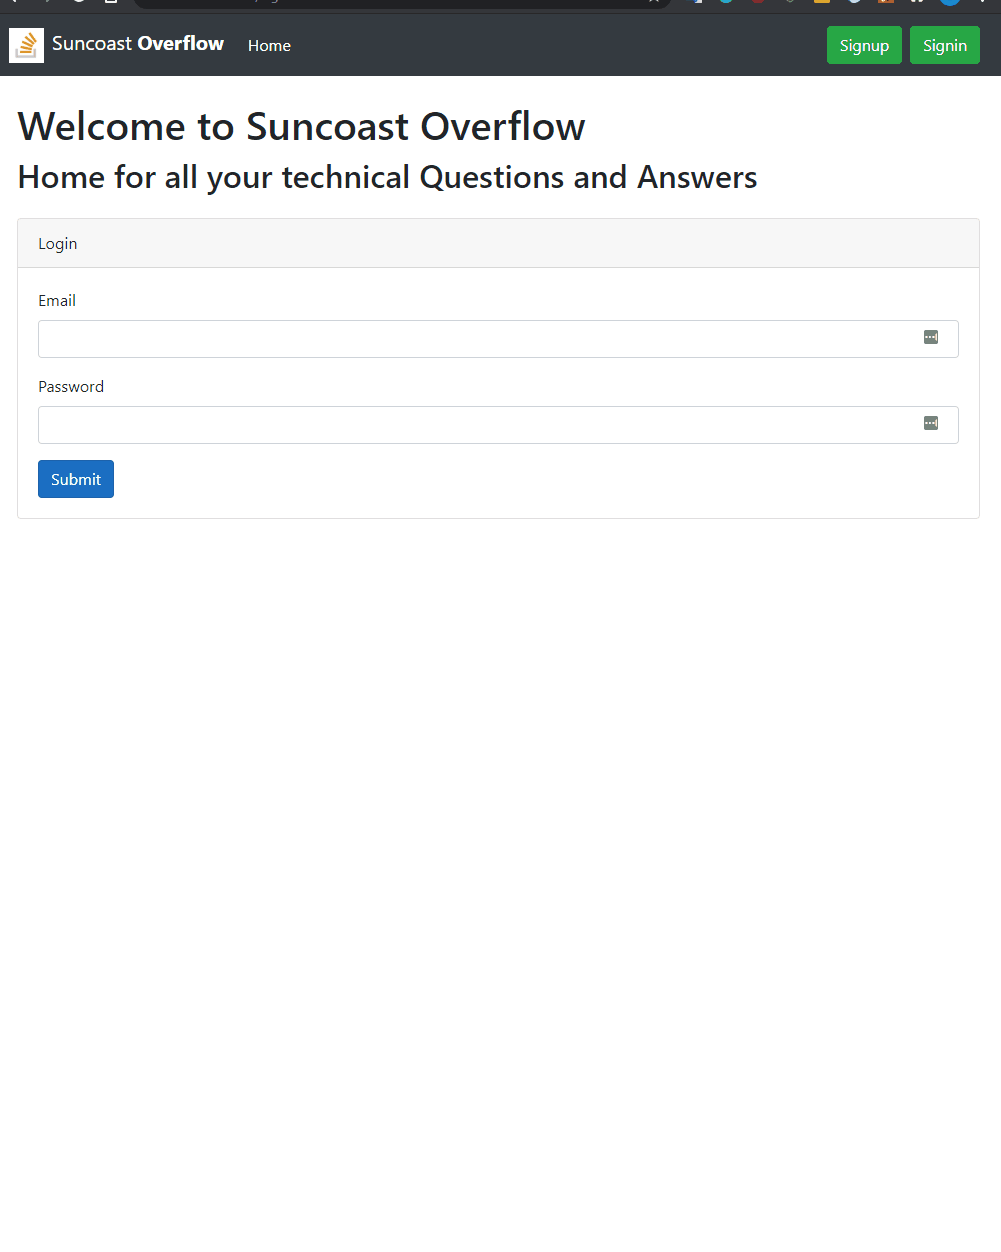 Suncoast Overflow Home Signup Signin
Welcome to Suncoast Overflow
Home for all your technical Questions and Answers
Login
Email
Password
Submit